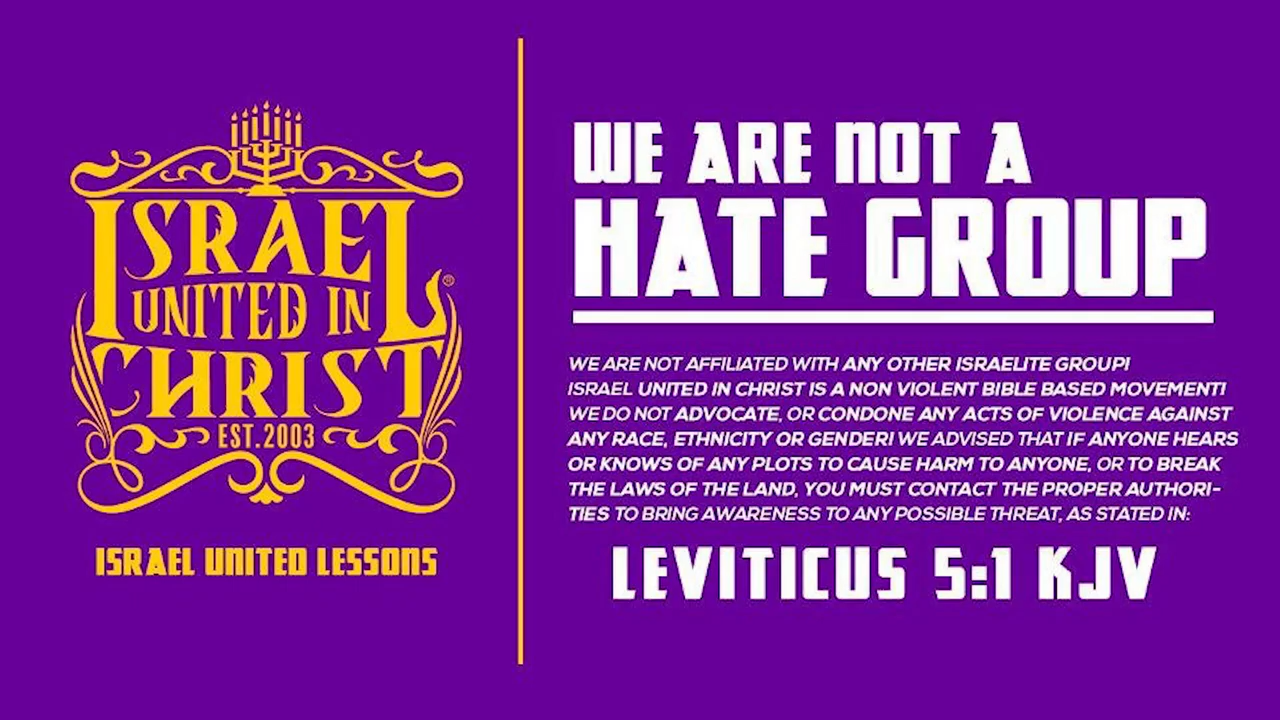 ISRAEL
UNITED IN
CHRIST
EST.2003
®
ISRAEL UNITED LESSONS
WE ARE NOT A
HATE GROUP
WE ARE NOT AFFILIATED WITH ANY OTHER ISRAELITE GROUP!
ISRAEL UNITED IN CHRIST IS A NON VIOLENT BIBLE BASED MOVEMENT!
WE DO NOT ADVOCATE, OR CONDONE ANY ACTS OF VIOLENCE AGAINST
ANY RACE, ETHNICITY OR GENDER! WE ADVISED THAT IF ANYONE HEARS
OR KNOWS OF ANY PLOTS TO CAUSE HARM TO ANYONE, OR TO BREAK
THE LAWS OF THE LAND, YOU MUST CONTACT THE PROPER AUTHORI-
TIES TO BRING AWARENESS TO ANY POSSIBLE THREAT, AS STATED IN:
LEVITICUS 5:1 KJV